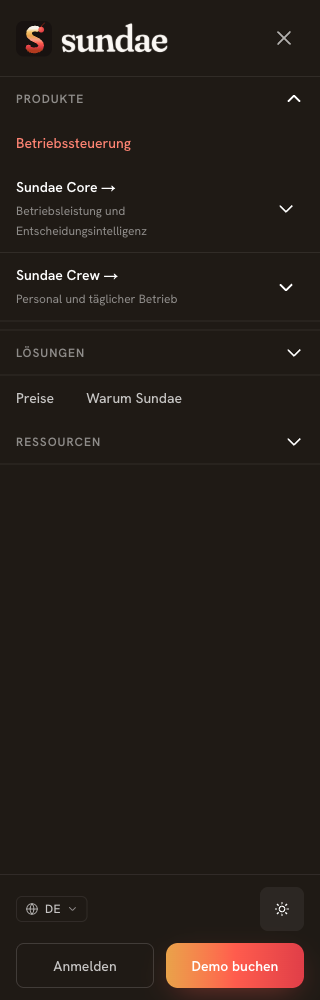 sundae
PRODUKTE
Betriebssteuerung
Sundae Core →
Betriebsleistung und
Entscheidungsintelligenz
Sundae Crew →
Personal und täglicher Betrieb
LÖSUNGEN
Preise Warum Sundae
RESSOURCEN
DE
Anmelden Demo buchen